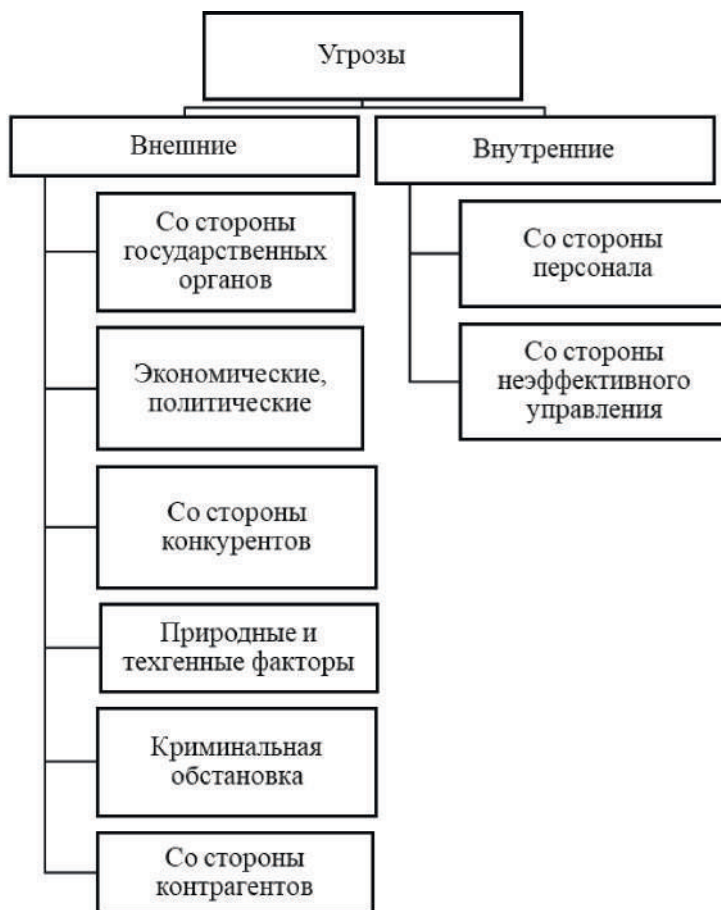 Угрозы
Внешние
Со стороны
государственных
органов
Экономические,
политические
Со стороны
конкурентов
Природные и
техгенные факторы
Криминальная
обстановка
Со стороны
контрагентов
Внутренние
Со стороны
персонала
Со стороны
неэффективного
управления